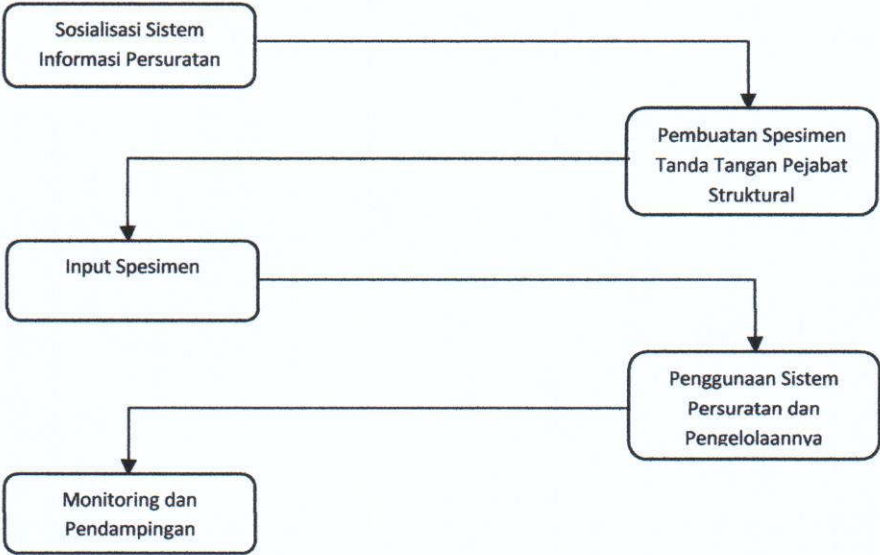 Sosialisasi Sistem
Informasi Persuratan
Pembuatan Spesimen
Tanda Tangan Pejabat
Struktural
Input Spesimen
Penggunaan Sistem
Persuratan dan
Pengelolaannya
Monitoring dan
Pendampingan